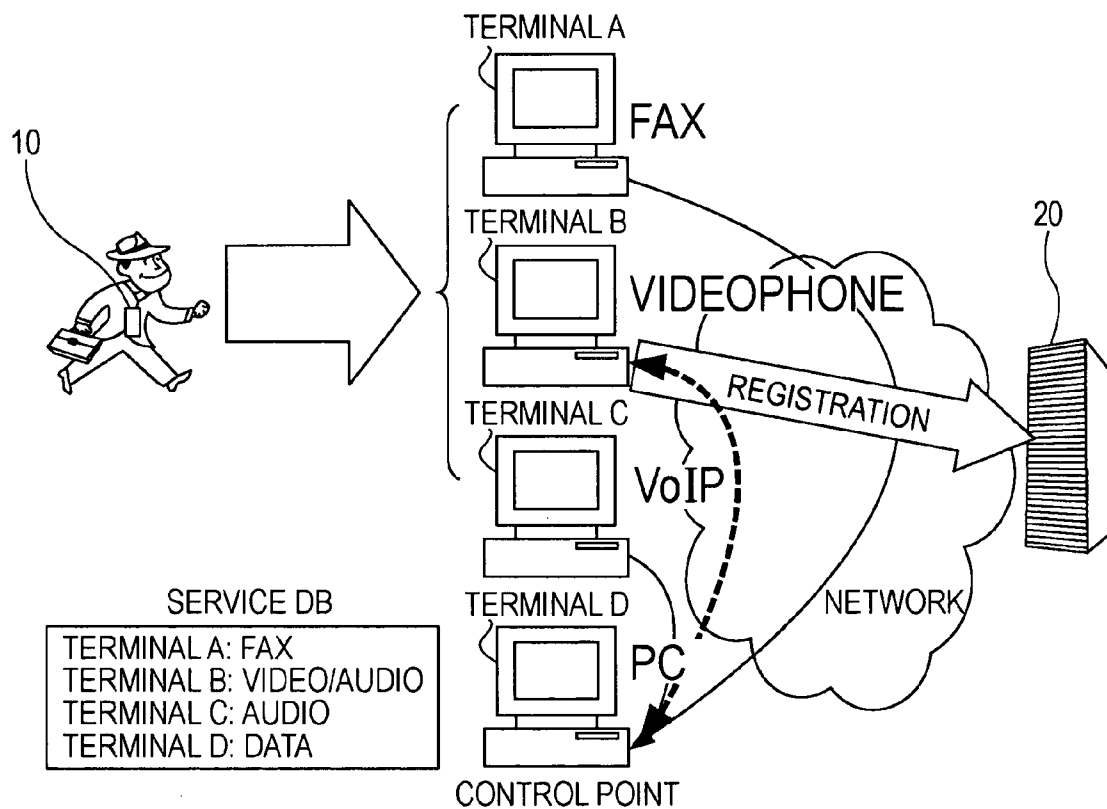 TERMINAL A
FAX
10
TERMINAL B
20
VIDEOPHONE
REGISTRATION
TERMINAL C
VoIP
NETWORK
SERVICE DB
TERMINAL D
TERMINAL A: FAX
TERMINAL B: VIDEO/AUDIO
TERMINAL C: AUDIO
TERMINAL D: DATA
PC
CONTROL POINT